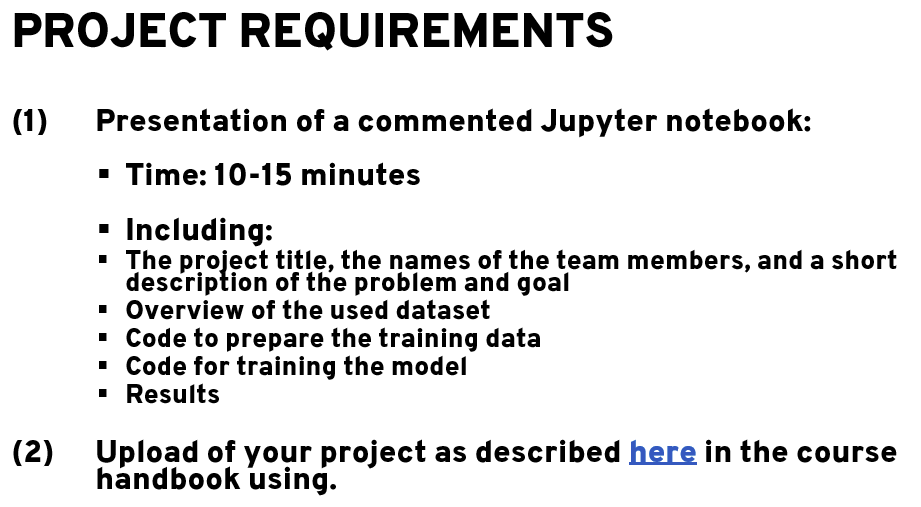 PROJECT REQUIREMENTS
(1) Presentation of a commented Jupyter notebook:
▪ Time: 10-15 minutes
▪ Including:
▪ The project title, the names of the team members, and a short
description of the problem and goal
▪ Overview of the used dataset
▪ Code to prepare the training data
▪ Code for training the model
▪ Results
(2) Upload of your project as described here in the course
handbook using.